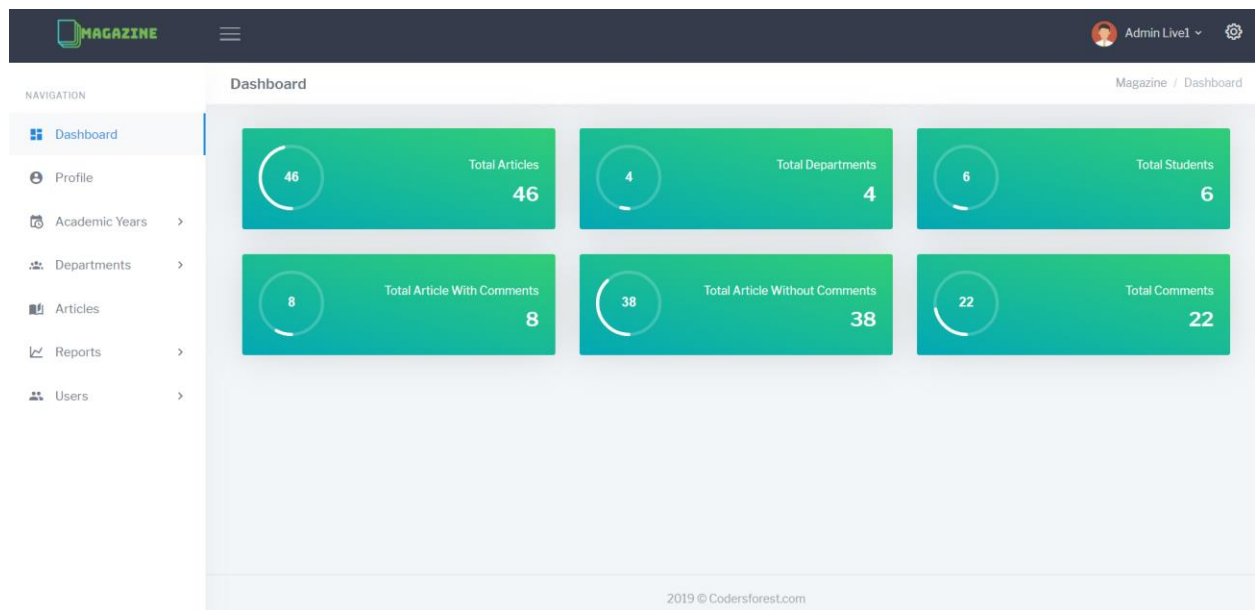 MAGAZINE
Admin Live1
NAVIGATION
Dashboard
Profile
Academic Years
Departments
Articles
Reports
Users
Dashboard
Magazine / Dashboard
46
Total Articles
46
4
Total Departments
4
6
Total Students
6
8
Total Article With Comments
8
38
Total Article Without Comments
38
22
Total Comments
22
2019 © Codersforest.com